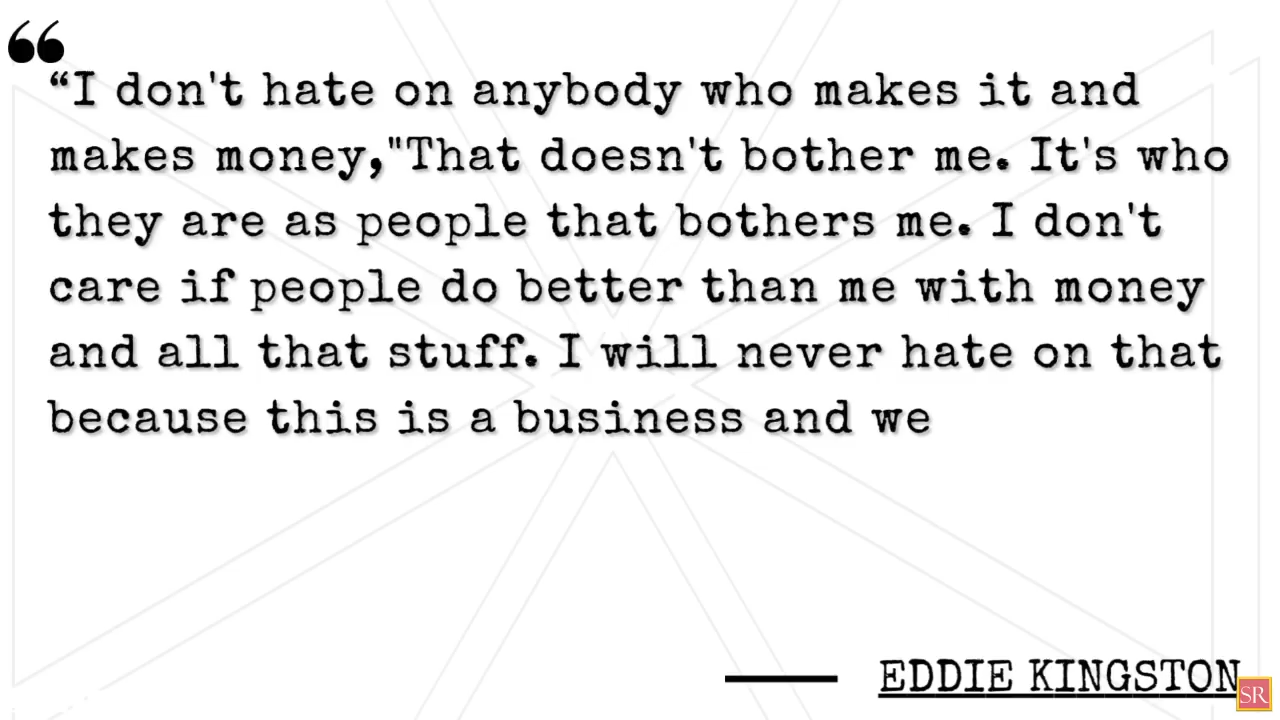 ❝
“I don't hate on anybody who makes it and
makes money,"That doesn't bother me. It's who
they are as people that bothers me. I don't
care if people do better than me with money
and all that stuff. I will never hate on that
because this is a business and we
EDDIE KINGSTON
SR